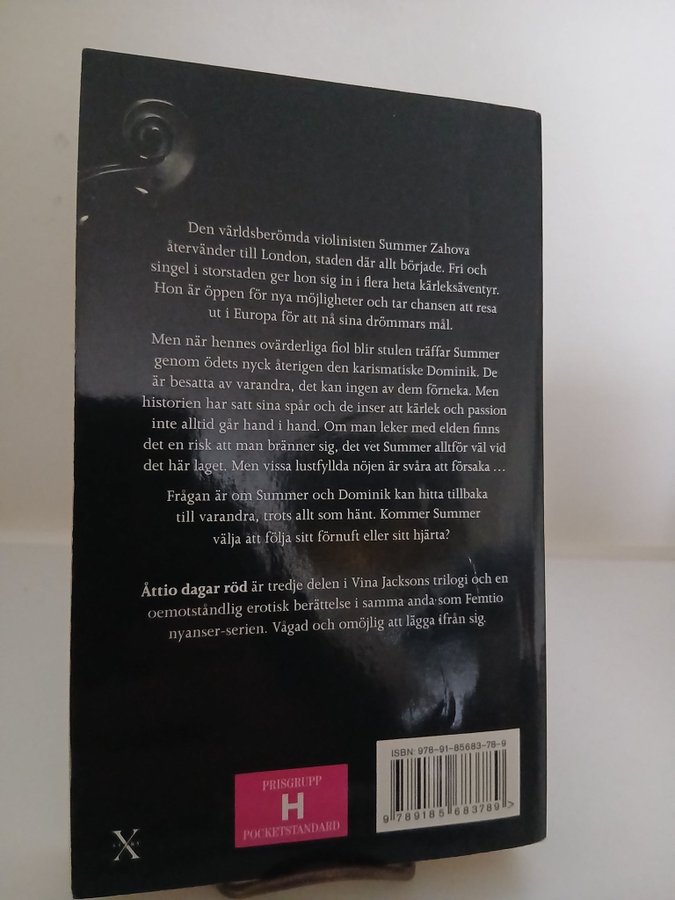 Den världsberömda violinisten Summer Zahova
återvänder till London, staden där allt började. Fri och
singel i storstaden ger hon sig in i flera heta kärleksäventyr.
Hon är öppen för nya möjligheter och tar chansen att resa
ut i Europa för att nå sina drömmars mål.
Men när hennes ovärderliga fiol blir stulen träffar Summer
genom ödets nyck återigen den karismatiske Dominik. De
är besatta av varandra, det kan ingen av dem förneka. Men
historien har satt sina spår och de inser att kärlek och passion
inte alltid går hand i hand. Om man leker med elden finns
det en risk att man bränner sig, det vet Summer alltför väl vid
det här laget. Men vissa lustfyllda nöjen är svåra att försaka ...
Frågan är om Summer och Dominik kan hitta tillbaka
till varandra, trots allt som hänt. Kommer Summer
välja att följa sitt förnuft eller sitt hjärta?
Åttio dagar röd är tredje delen i Vina Jacksons trilogi och en
oemotståndlig erotisk berättelse i samma anda som Femtio
nyanser-serien. Vågad och omöjlig att lägga ifrån sig.
ISBN: 978-91-85683-78-9
9 789185 683789 >
PRISGRUPP
H
POCKETSTANDARD
X